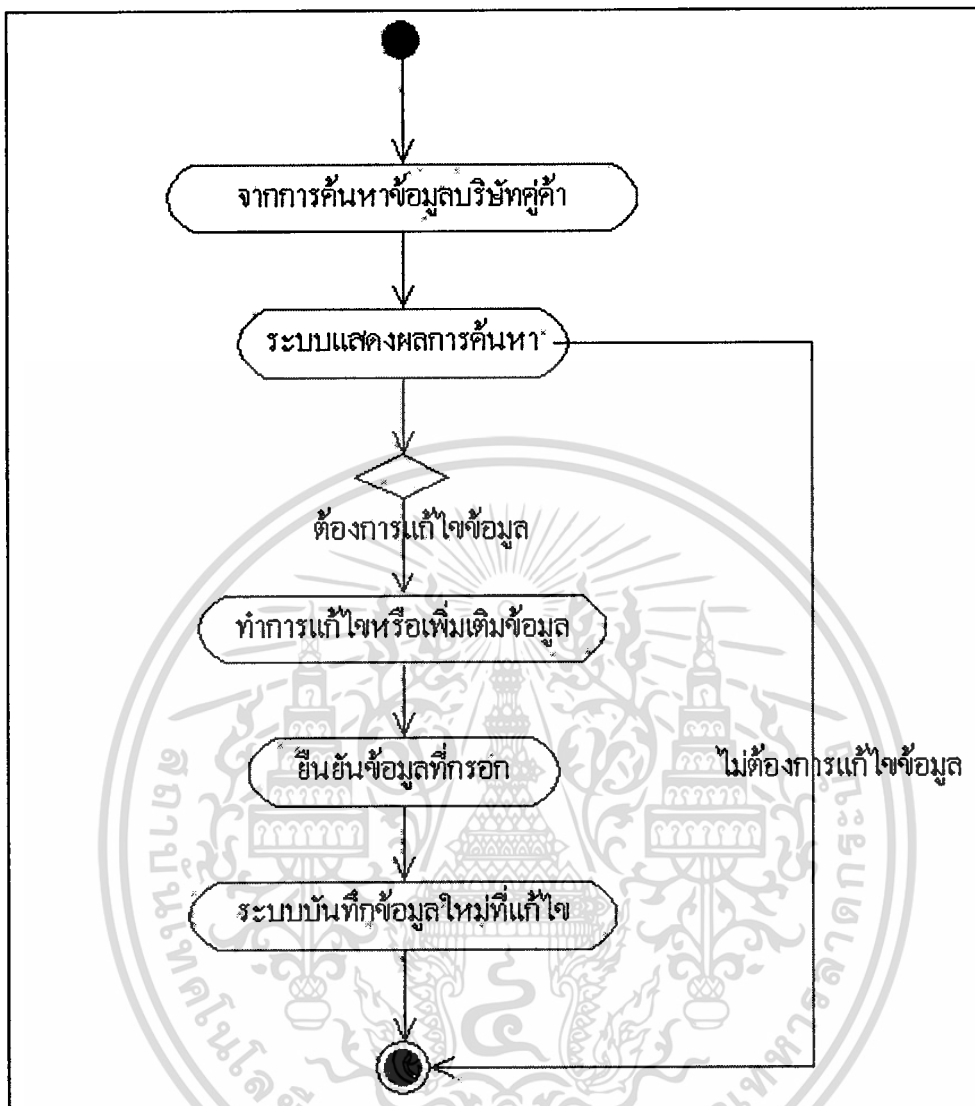 จากการค้นหาข้อมูลบริษัทคู่ค้า
ระบบแสดงผลการค้นหา
ต้องการแก้ไขข้อมูล
ทำการแก้ไขหรือเพิ่มเติมข้อมูล
ยืนยันข้อมูลที่กรอก
ไม่ต้องการแก้ไขข้อมูล
ระบบบันทึกข้อมูลใหม่ที่แก้ไข